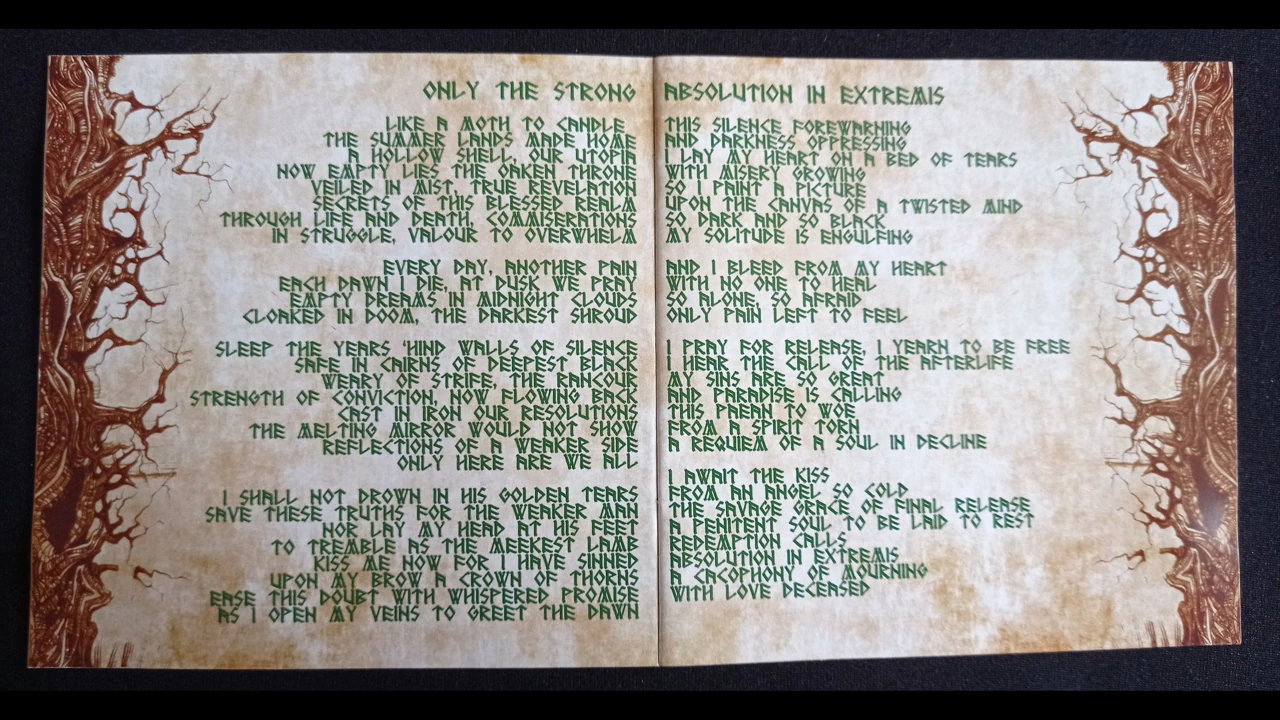 ONLY THE STRONG
LIKE A MOTH TO CANDLE
THE SUMMER LANDS MADE HOME
A HOLLOW SHELL, OUR UTOPIA
NOW EMPTY LIES THE OAKEN THRONE
VEILED IN MIST, TRUE REVELATION
SECRETS OF THIS BLESSED REALM
THROUGH LIFE AND DEATH, COMMISERATIONS
IN STRUGGLE, VALOUR TO OVERWHELM
EVERY DAY, ANOTHER PAIN
EACH DAWN I DIE, AT DUSK WE PRAY
EMPTY DREAMS IN MIDNIGHT CLOUDS
CLOAKED IN DOOM, THE DARKEST SHROUD
SLEEP THE YEARS 'HIND WALLS OF SILENCE
SAFE IN CAIRNS OF DEEPEST BLACK
WEARY OF STRIFE, THE RANCOUR
STRENGTH OF CONVICTION, NOW FLOWING BACK
CAST IN IRON OUR RESOLUTIONS
THE MELTING MIRROR WOULD NOT SHOW
REFLECTIONS OF A WEAKER SIDE
ONLY HERE ARE WE ALL
I SHALL NOT DROWN IN HIS GOLDEN TEARS
SAVE THESE TRUTHS FOR THE WEAKER MAN
NOR LAY MY HEAD AT HIS FEET
TO TREMBLE AS THE MEEKEST LAMB
KISS ME NOW FOR I HAVE SINNED
UPON MY BROW A CROWN OF THORNS
EASE THIS DOUBT WITH WHISPERED PROMISE
AS I OPEN MY VEINS TO GREET THE DAWN
ABSOLUTION IN EXTREMIS
THIS SILENCE FOREWARNING
AND DARKNESS OPPRESSING
I LAY MY HEART ON A BED OF TEARS
WITH MISERY GROWING
SO I PAINT A PICTURE
UPON THE CANVAS OF A TWISTED MIND
SO DARK AND SO BLACK
MY SOLITUDE IS ENGULFING
AND I BLEED FROM MY HEART
WITH NO ONE TO HEAL
SO ALONE, SO AFRAID
ONLY PAIN LEFT TO FEEL
I PRAY FOR RELEASE, I YEARN TO BE FREE
I HEAR THE CALL OF THE AFTERLIFE
MY SINS ARE SO GREAT
AND PARADISE IS CALLING
THIS PAEAN TO WOE
FROM A SPIRIT TORN
A REQUIEM OF A SOUL IN DECLINE
I AWAIT THE KISS
FROM AN ANGEL SO COLD
THE SAVAGE GRACE OF FINAL RELEASE
A PENITENT SOUL TO BE LAID TO REST
REDEMPTION CALLS
ABSOLUTION IN EXTREMIS
A CACOPHONY OF MOURNING
WITH LOVE DECEASED